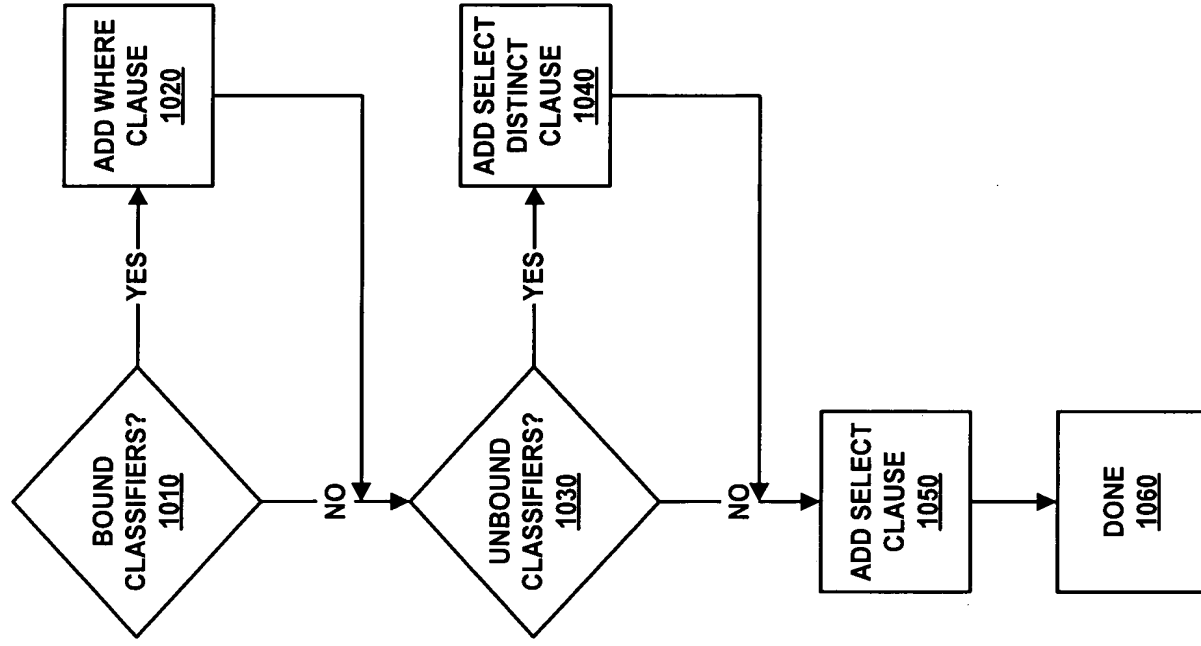 BOUND
CLASSIFIERS?
1010
YES
ADD WHERE
CLAUSE
1020
NO
UNBOUND
CLASSIFIERS?
1030
YES
ADD SELECT
DISTINCT
CLAUSE
1040
NO
ADD SELECT
CLAUSE
1050
DONE
1060